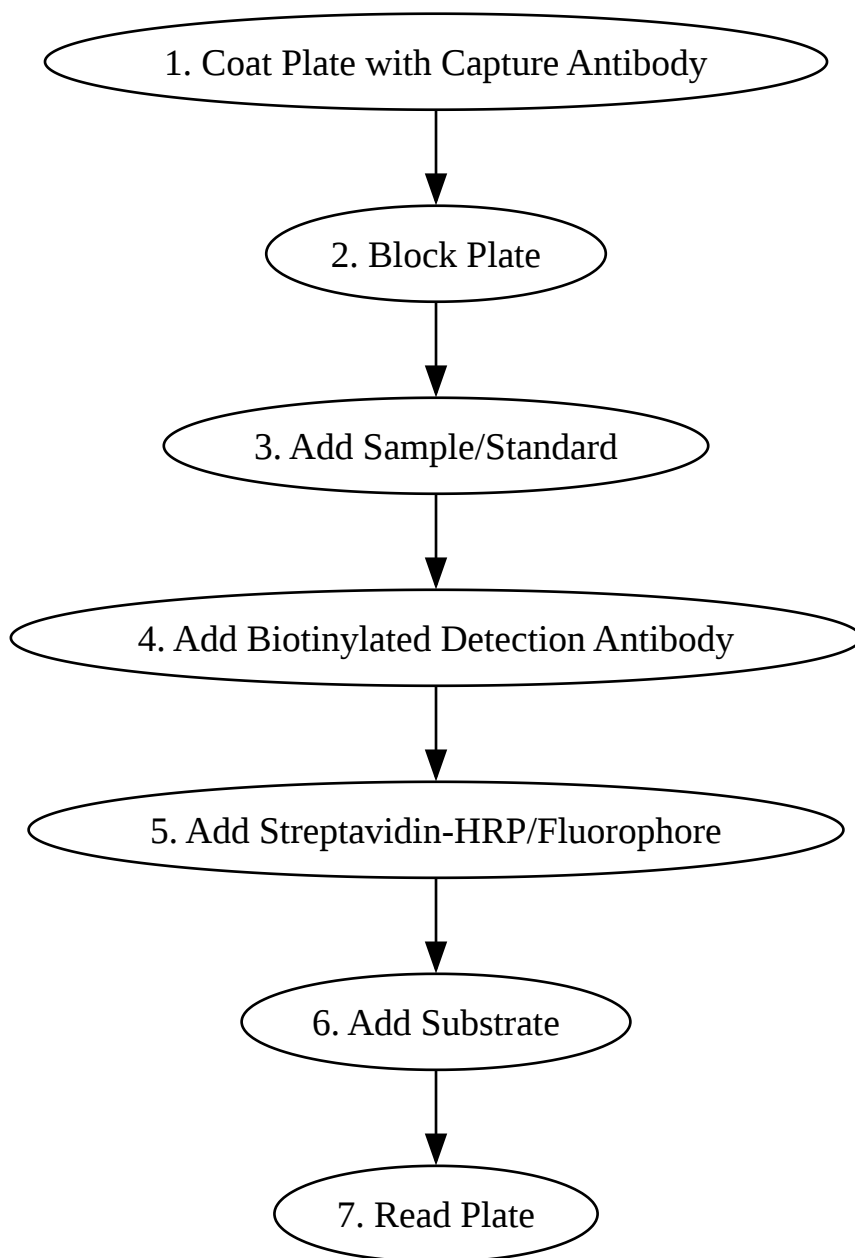 1. Coat Plate with Capture Antibody
2. Block Plate
3. Add Sample/Standard
4. Add Biotinylated Detection Antibody
5. Add Streptavidin-HRP/Fluorophore
6. Add Substrate
7. Read Plate